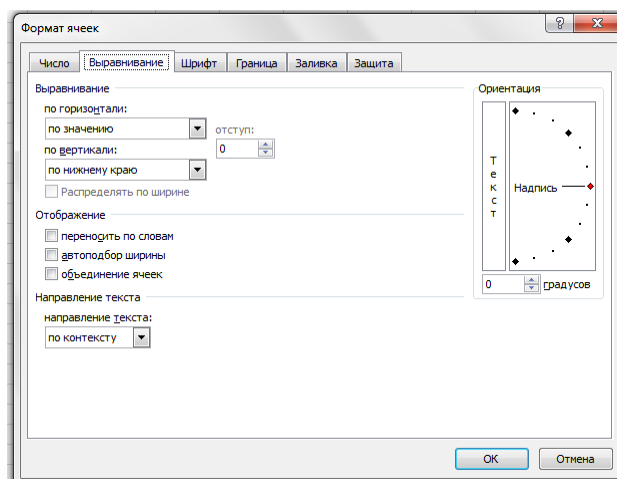 Формат ячеек
Число Выравнивание Шрифт Граница Заливка Защита
Выравнивание
по горизонтали:
по значению
отступ:
по вертикали:
0
по нижнему краю
Распределять по ширине
Отображение
переносить по словам
автоподбор ширины
объединение ячеек
Направление текста
направление текста:
по контексту
Ориентация
Текст
Надпись
0 градусов
ОК Отмена